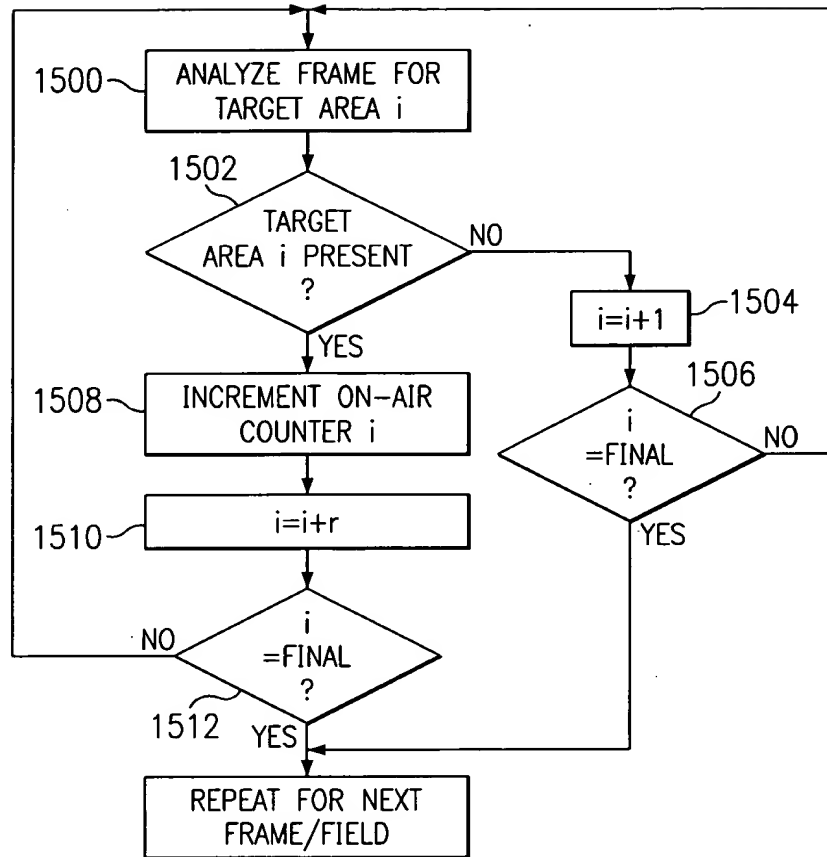 1500
ANALYZE FRAME FOR
TARGET AREA i
1502
TARGET
AREA i PRESENT
?
NO
YES
i=i+1
1504
1506
i
=FINAL
?
NO
YES
1508
INCREMENT ON-AIR
COUNTER i
1510
i=i+r
i
=FINAL
?
NO
1512
YES
REPEAT FOR NEXT
FRAME/FIELD